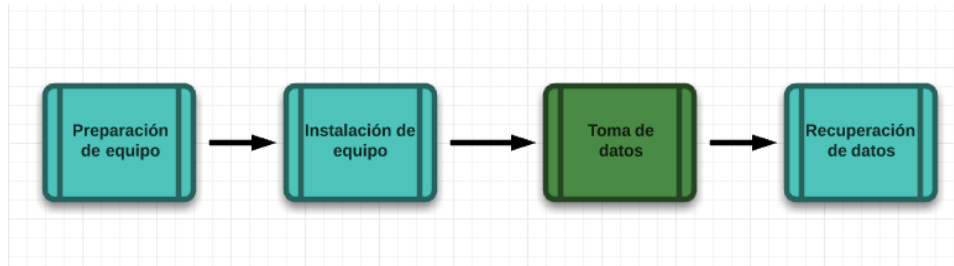 Preparación
de equipo
Instalación de
equipo
Toma de
datos
Recuperación
de datos